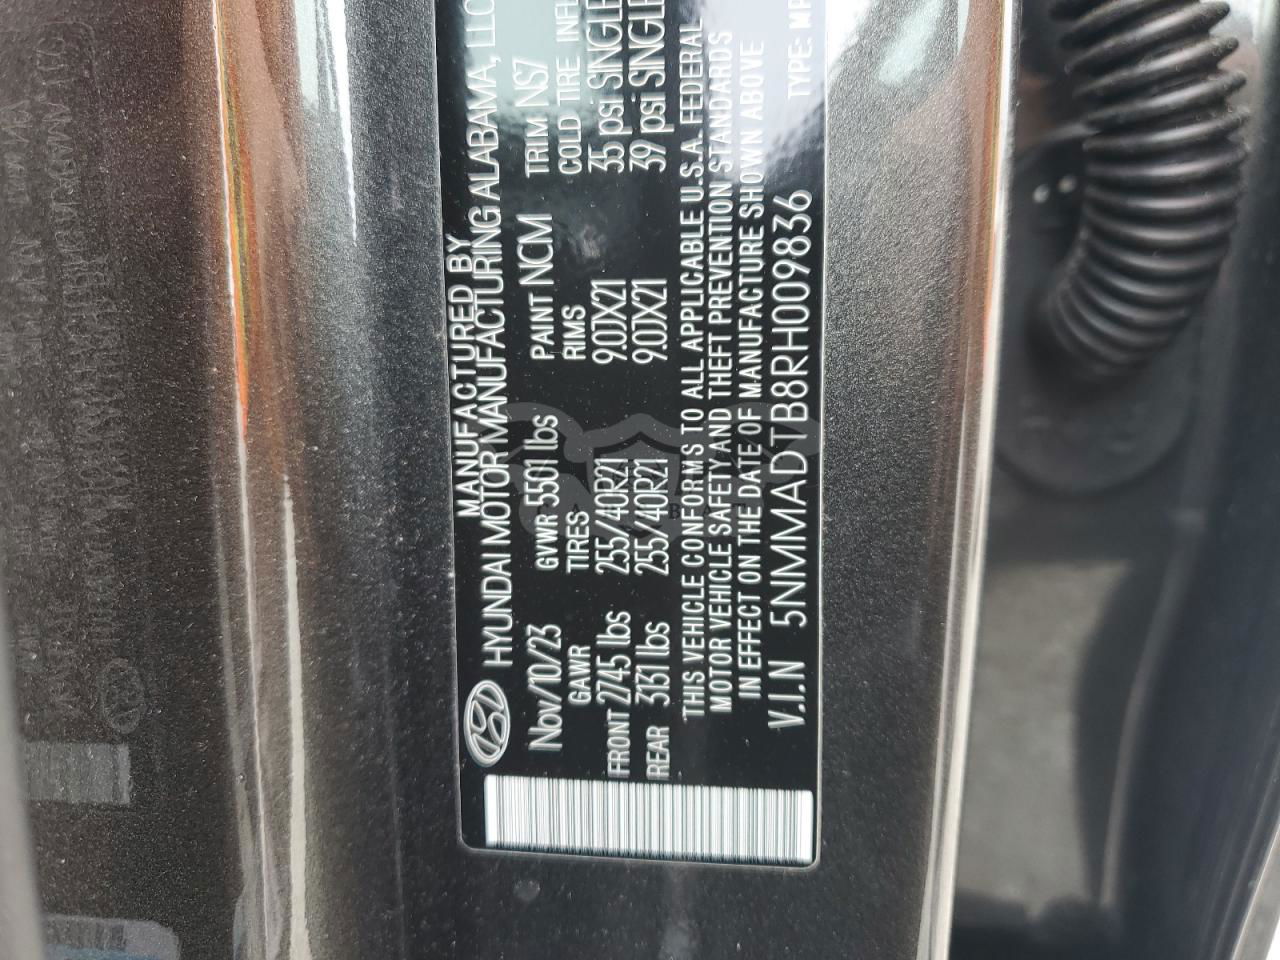 MANUFACTURED BY
HYUNDAI MOTOR MANUFACTURING ALABAMA, LLC
Nov/10/23 GVWR 5501 lbs PAINT NCM TRIM NS7
GAWR TIRES RIMS COLD TIRE INFL
FRONT 2745 lbs 255/40R21 9.0JX21 35 psi SINGLE
REAR 3131 lbs 255/40R21 9.0JX21 39 psi SINGLE
THIS VEHICLE CONFORMS TO ALL APPLICABLE U.S.A. FEDERAL
MOTOR VEHICLE SAFETY AND THEFT PREVENTION STANDARDS
IN EFFECT ON THE DATE OF MANUFACTURE SHOWN ABOVE
V.I.N 5NMMADTB8RH009836 TYPE: MP